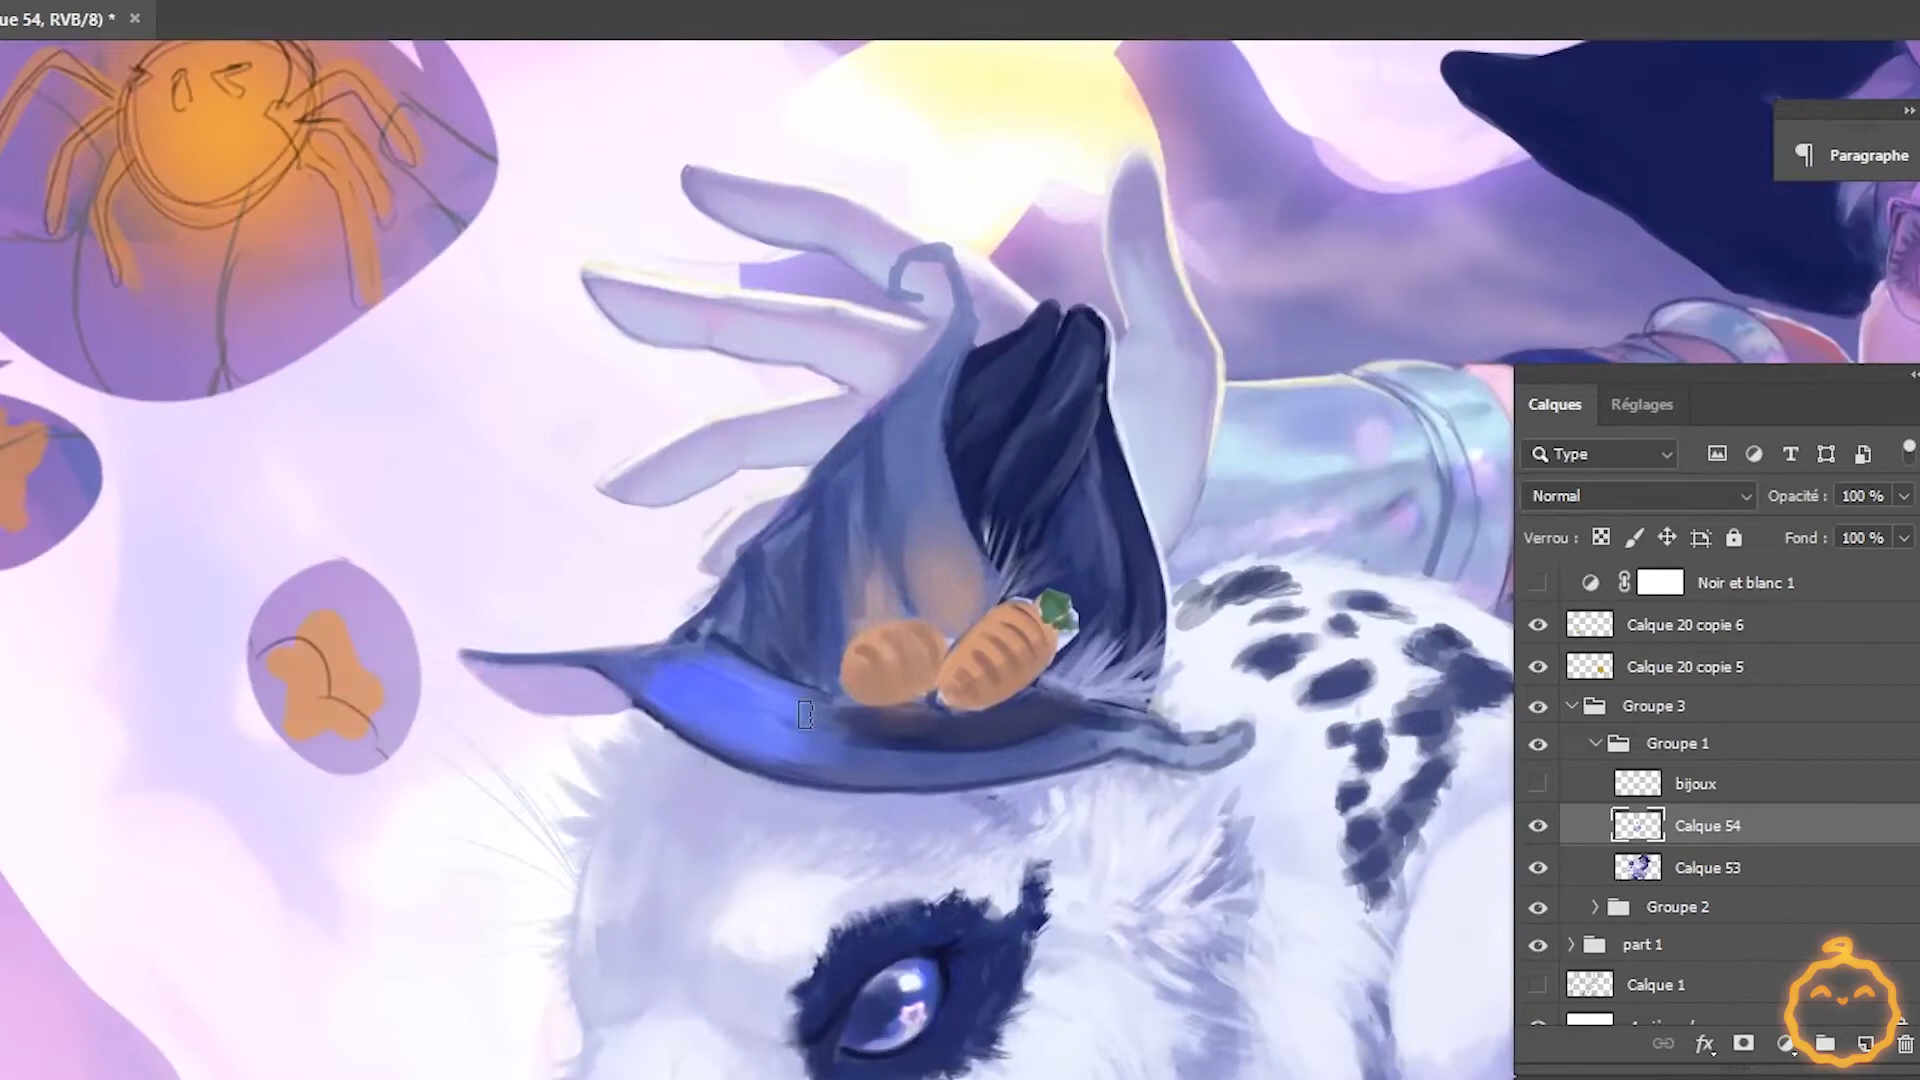 ue 54, RVB/8) *
Paragraphe
Calques
Réglages
Type
Normal
Opacité : 100 %
Verrou :
Fond : 100 %
Noir et blanc 1
Calque 20 copie 6
Calque 20 copie 5
Groupe 3
Groupe 1
bijoux
Calque 54
Calque 53
Groupe 2
part 1
Calque 1
fx